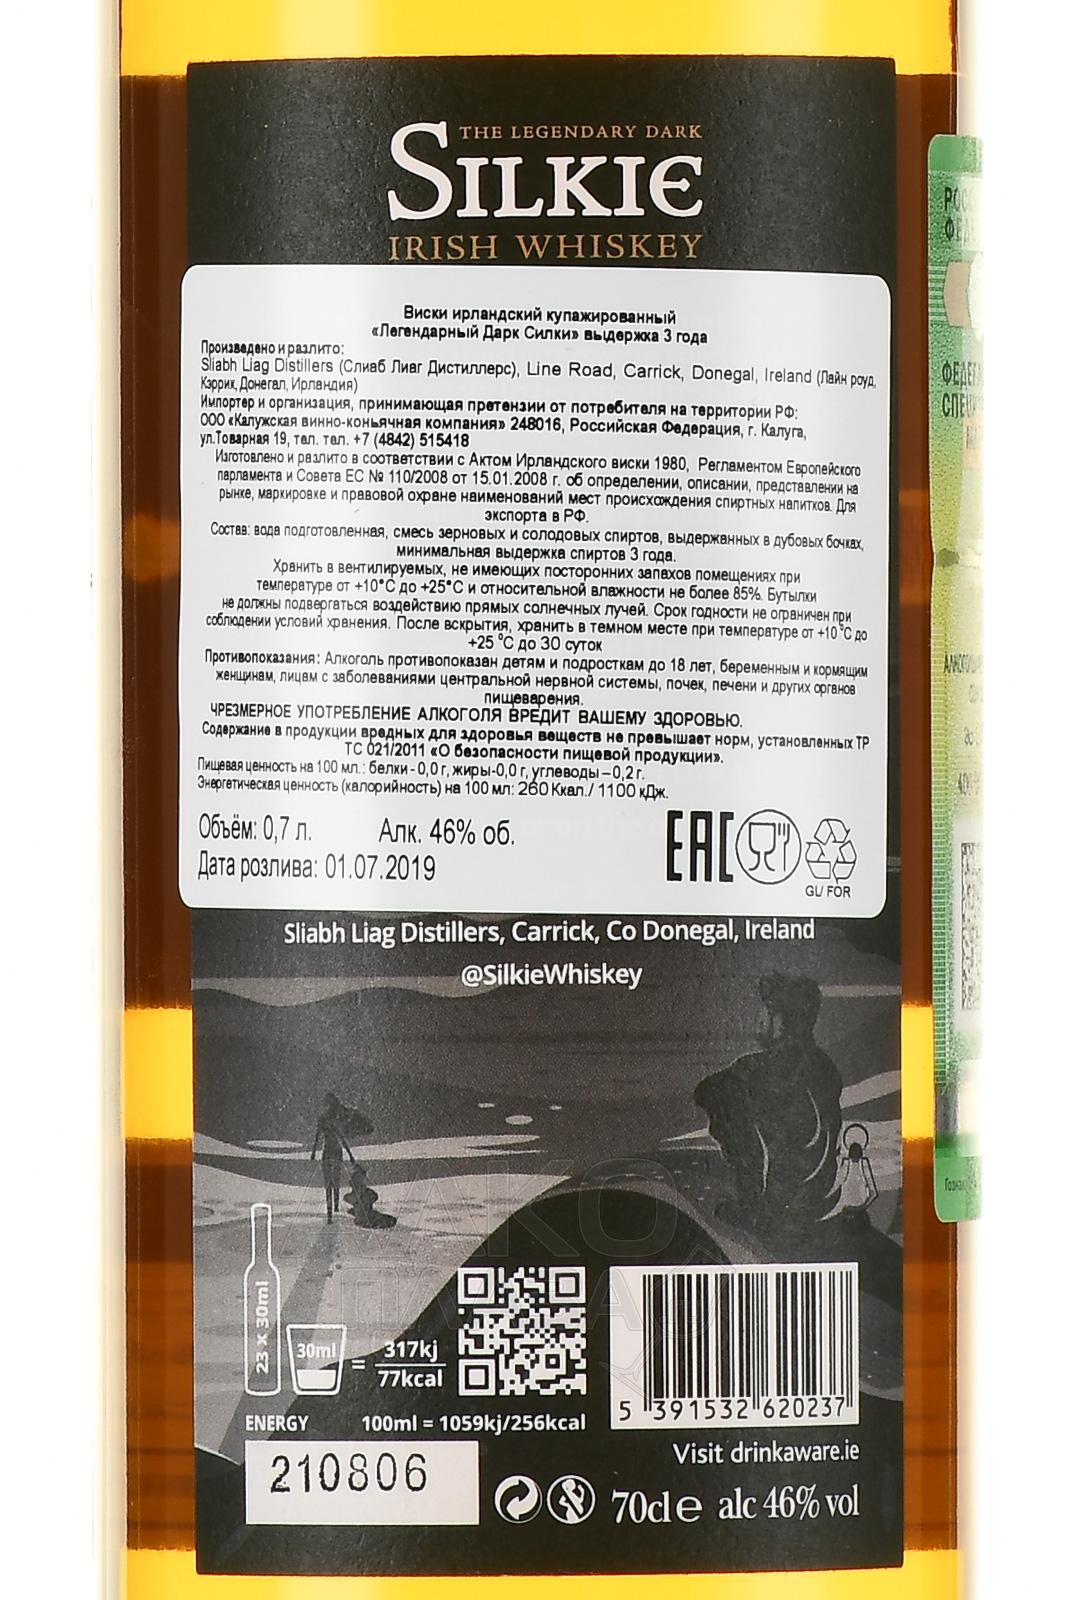 THE LEGENDARY DARK
SILKIE
IRISH WHISKEY
Виски ирландский купажированный
«Легендарный Дарк Силки» выдержка 3 года
Произведено и разлито:
Sliabh Liag Distillers (Слиаб Лиаг Дистиллерс), Line Road, Carrick, Donegal, Ireland (Лайн роуд,
Кэррик, Донегал, Ирландия)
Импортер и организация, принимающая претензии от потребителя на территории РФ:
ООО «Калужская винно-коньячная компания» 248016, Российская Федерация, г. Калуга,
ул.Товарная 19, тел. тел. +7 (4842) 515418
Изготовлено и разлито в соответствии с Актом Ирландского виски 1980, Регламентом Европейского
парламента и Совета ЕС № 110/2008 от 15.01.2008 г. об определении, описании, представлении на
рынке, маркировке и правовой охране наименований мест происхождения спиртных напитков. Для
экспорта в РФ.
Состав: вода подготовленная, смесь зерновых и солодовых спиртов, выдержанных в дубовых бочках,
минимальная выдержка спиртов 3 года.
Хранить в вентилируемых, не имеющих посторонних запахов помещениях при
температуре от +10°С до +25°С и относительной влажности не более 85%. Бутылки
не должны подвергаться воздействию прямых солнечных лучей. Срок годности не ограничен при
соблюдении условий хранения. После вскрытия, хранить в темном месте при температуре от +10 °С до
+25 °С до 30 суток
Противопоказания: Алкоголь противопоказан детям и подросткам до 18 лет, беременным и кормящим
женщинам, лицам с заболеваниями центральной нервной системы, почек, печени и других органов
пищеварения.
ЧРЕЗМЕРНОЕ УПОТРЕБЛЕНИЕ АЛКОГОЛЯ ВРЕДИТ ВАШЕМУ ЗДОРОВЬЮ.
Содержание в продукции вредных для здоровья веществ не превышает норм, установленных ТР
ТС 021/2011 «О безопасности пищевой продукции».
Пищевая ценность на 100 мл.: белки - 0,0 г, жиры-0,0 г, углеводы – 0,2 г.
Энергетическая ценность (калорийность) на 100 мл: 260 Ккал./ 1100 кДж.
Объём: 0,7 л. Алк. 46% об.
Дата розлива: 01.07.2019
EAC
GL/ FOR
Sliabh Liag Distillers, Carrick, Co Donegal, Ireland
@SilkieWhiskey
23 x 30ml
30ml = 317kj
77kcal
ENERGY 100ml = 1059kj/256kcal
5 391532 620237
Visit drinkaware.ie
210806
70cl e alc 46% vol